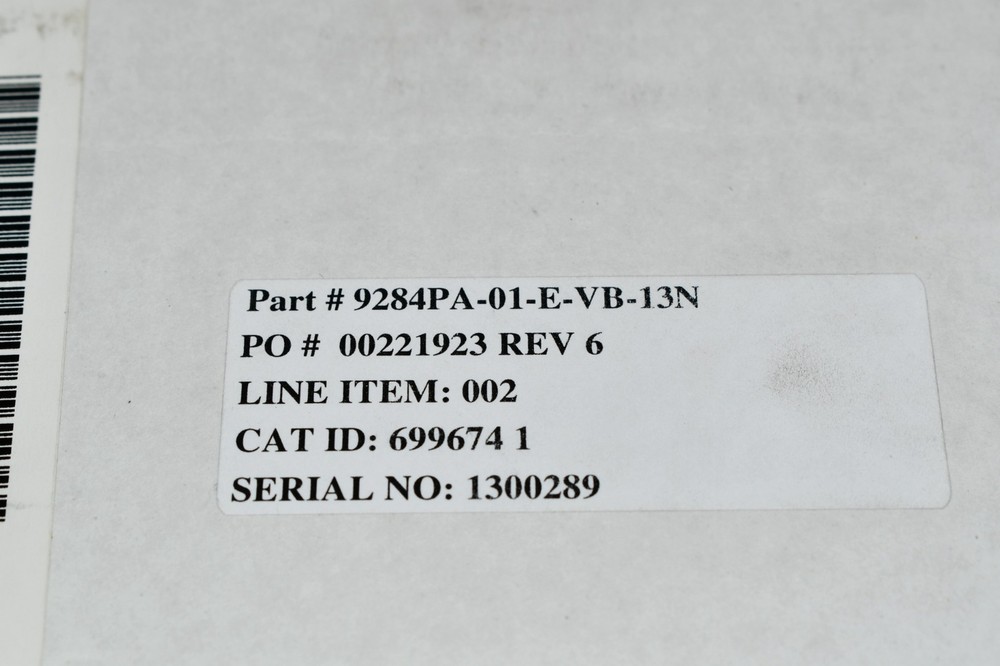 Part # 9284PA-01-E-VB-13N
PO # 00221923 REV 6
LINE ITEM: 002
CAT ID: 699674 1
SERIAL NO: 1300289